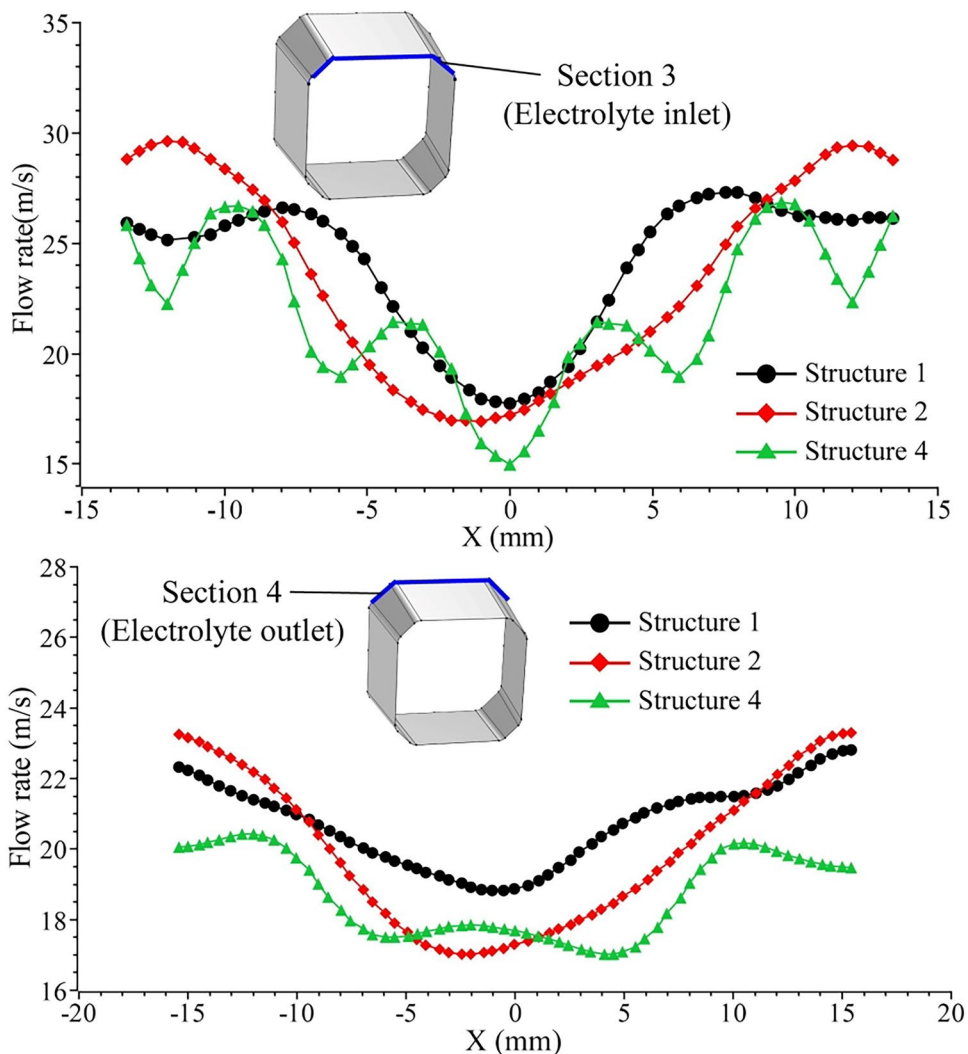 35
30
25
20
15
Flow rate(m/s)
Section 3
(Electrolyte inlet)
Structure 1
Structure 2
Structure 4
-15
-10
-5
0
5
10
15
X (mm)
28
26
24
22
20
18
16
Flow rate (m/s)
Section 4
(Electrolyte outlet)
Structure 1
Structure 2
Structure 4
-20
-15
-10
-5
0
5
10
15
20
X (mm)